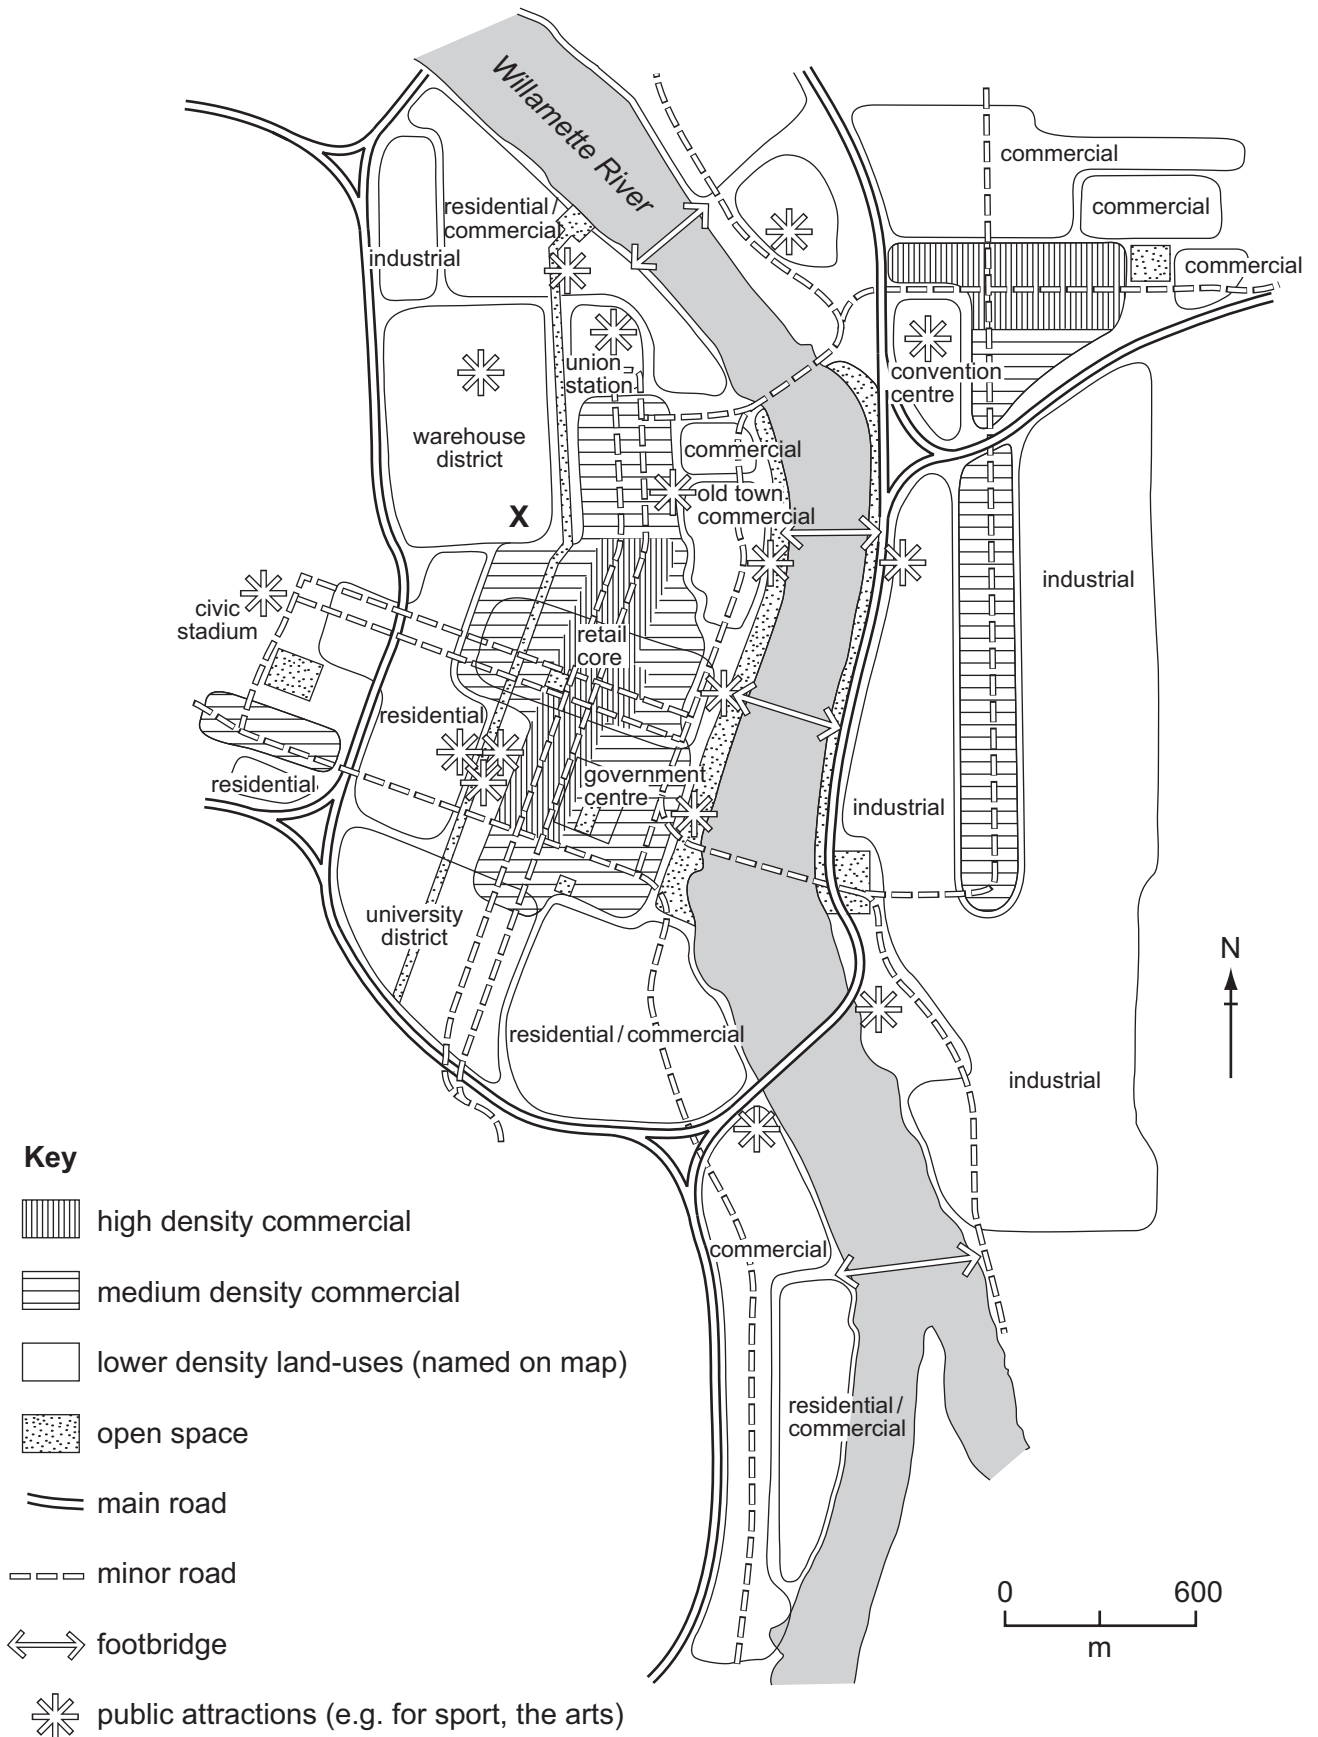 Willamette River
commercial
commercial
commercial
residential /
commercial
industrial
union
station
convention
centre
warehouse
district
commercial
old town
commercial
X
industrial
civic
stadium
retail
core
residential
residential
government
centre
industrial
university
district
N
residential / commercial
industrial
commercial
residential /
commercial
Key
high density commercial
medium density commercial
lower density land-uses (named on map)
open space
main road
minor road
footbridge
public attractions (e.g. for sport, the arts)
0 600
m